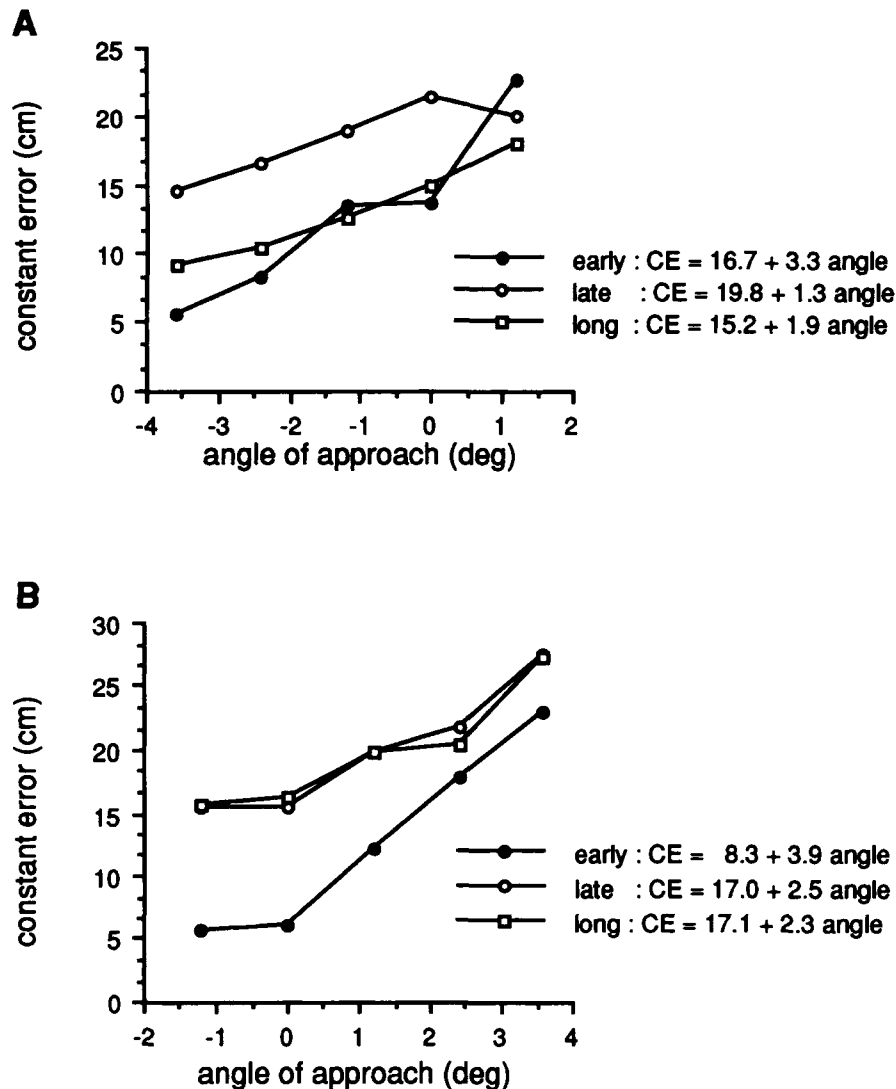 A
25
20
15
10
5
0
constant error (cm)
-4 -3 -2 -1 0 1 2
angle of approach (deg)
early : CE = 16.7 + 3.3 angle
late : CE = 19.8 + 1.3 angle
long : CE = 15.2 + 1.9 angle
B
30
25
20
15
10
5
0
constant error (cm)
-2 -1 0 1 2 3 4
angle of approach (deg)
early : CE = 8.3 + 3.9 angle
late : CE = 17.0 + 2.5 angle
long : CE = 17.1 + 2.3 angle